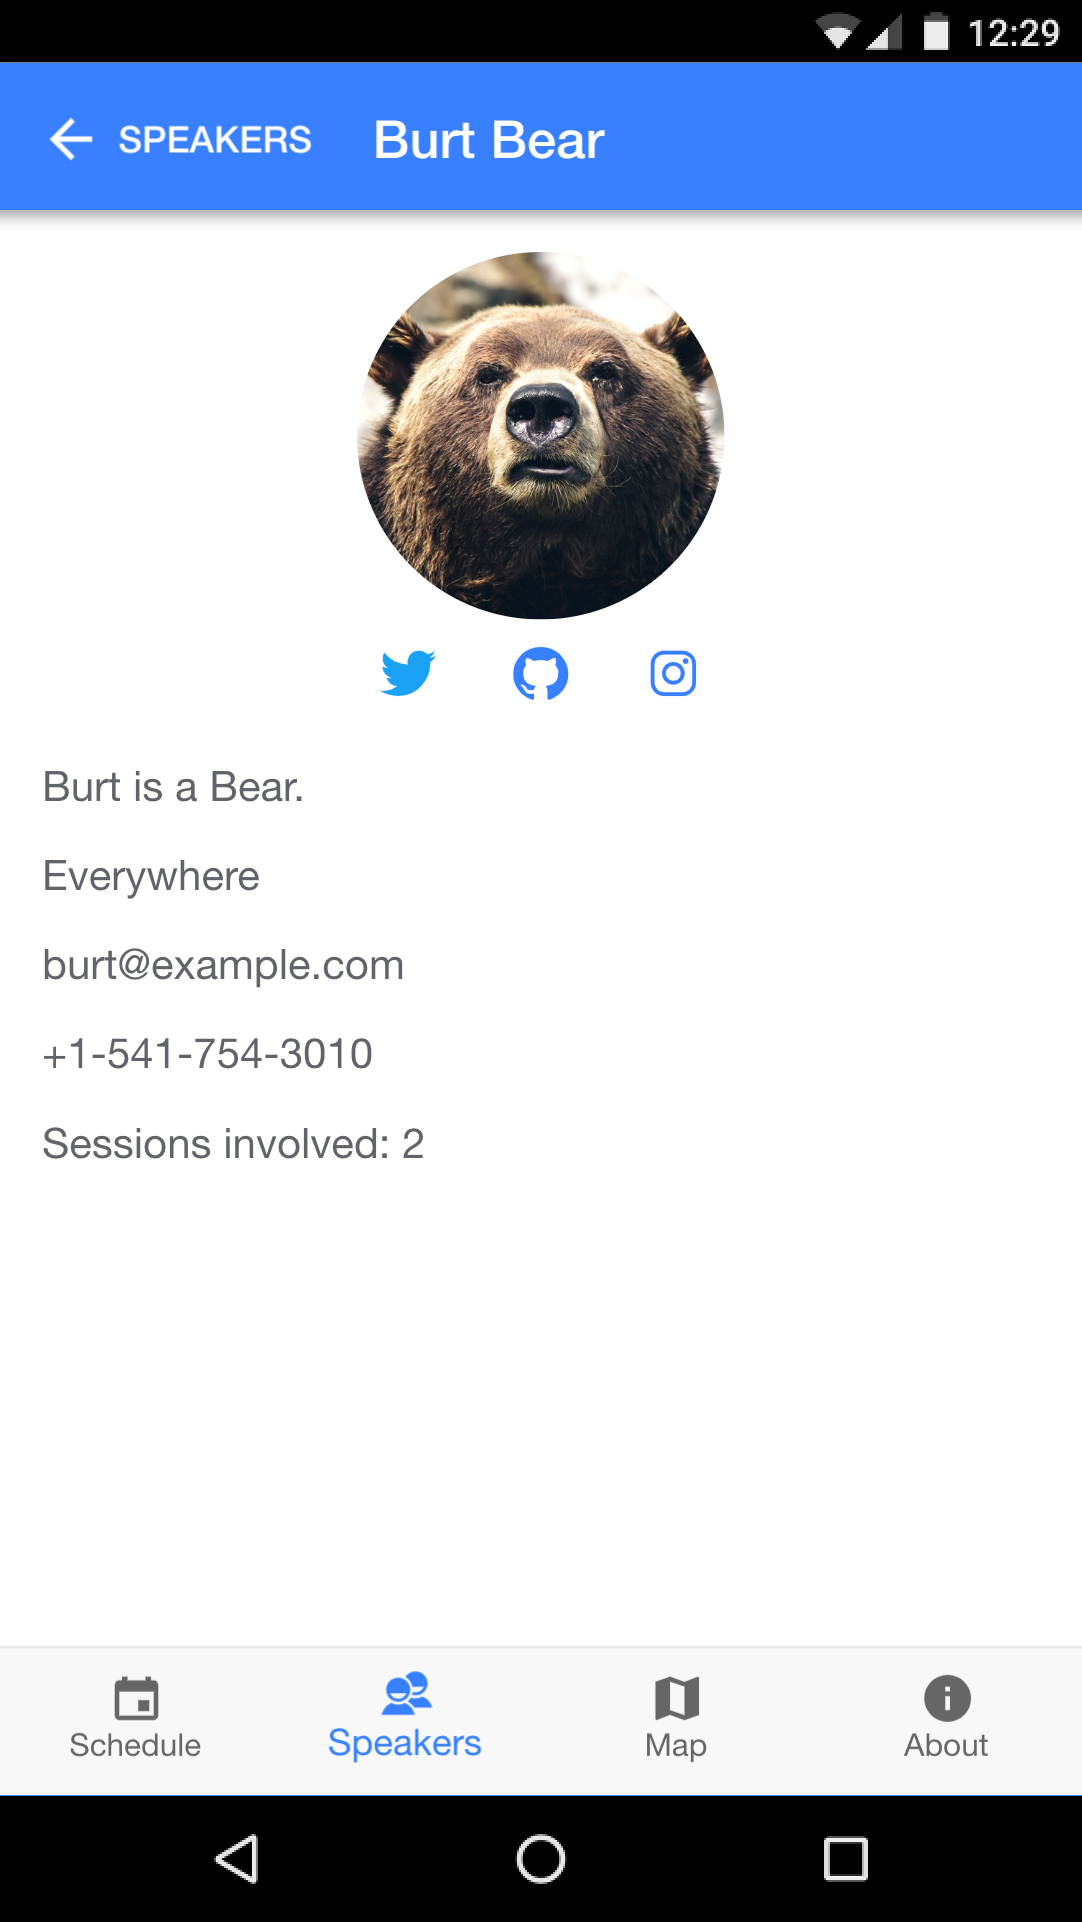 12:29
SPEAKERS Burt Bear
Burt is a Bear.
Everywhere
burt@example.com
+1-541-754-3010
Sessions involved: 2
Schedule Speakers Map About